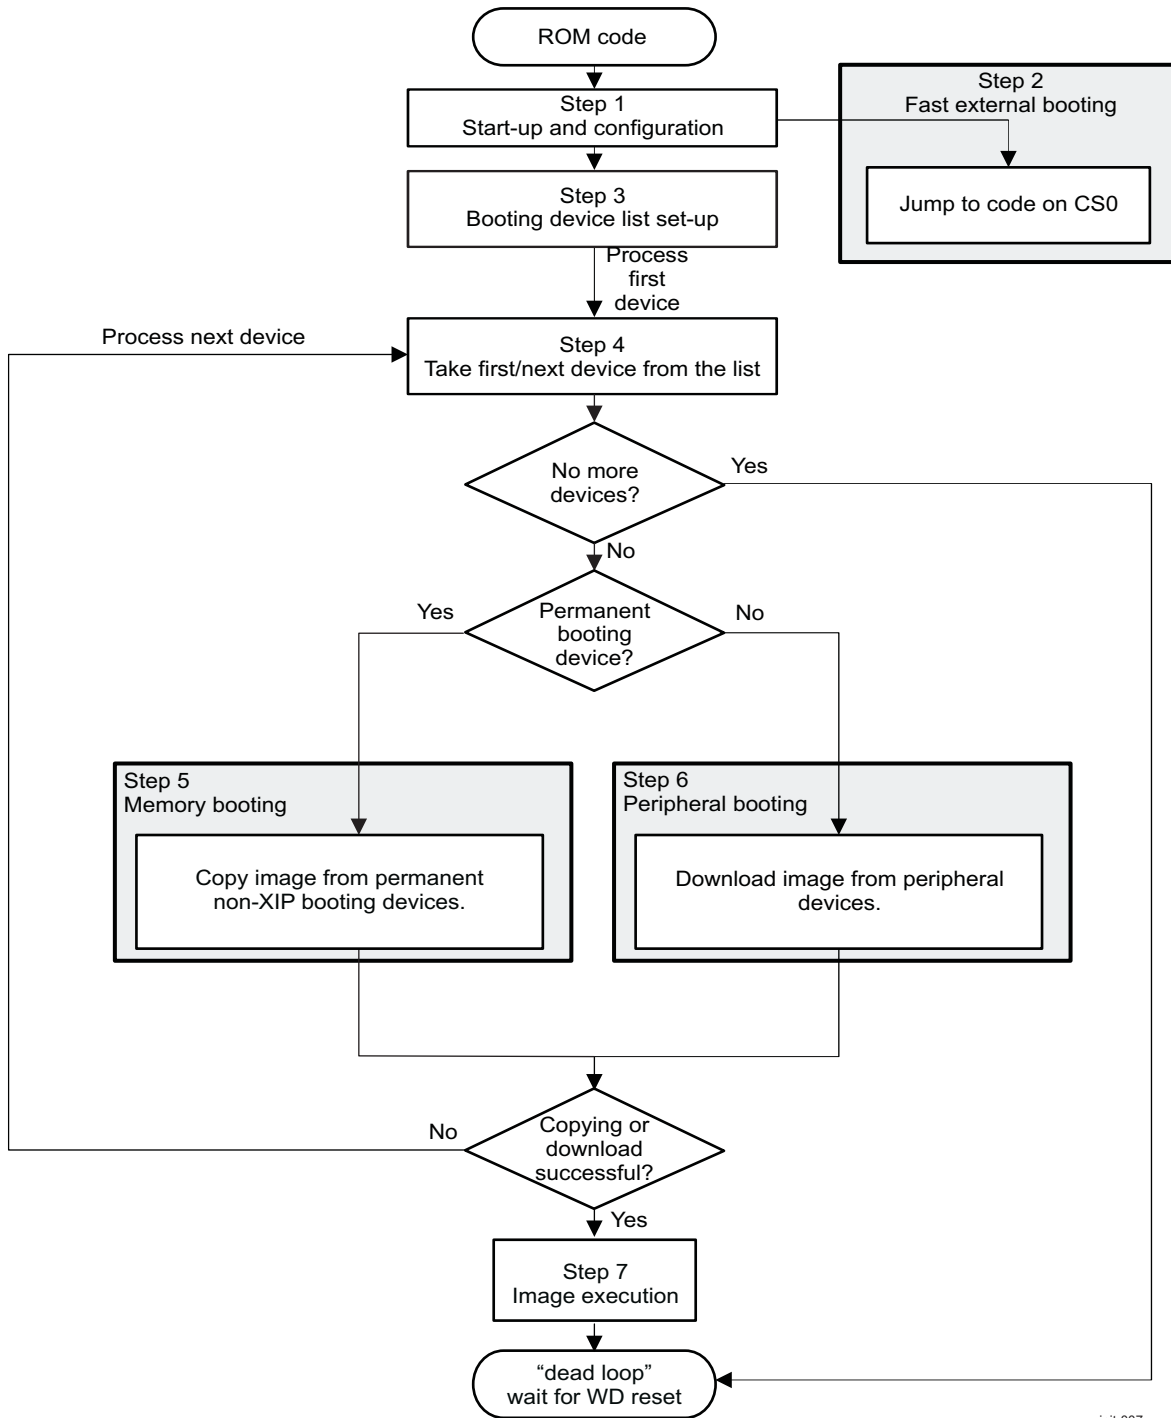 ROM code
Step 1
Start-up and configuration
Step 2
Fast external booting
Jump to code on CS0
Step 3
Booting device list set-up
Process
first
device
Process next device
Step 4
Take first/next device from the list
No more
devices?
Yes
No
Permanent
booting
device?
Yes
No
Step 5
Memory booting
Copy image from permanent
non-XIP booting devices.
Step 6
Peripheral booting
Download image from peripheral
devices.
Copying or
download
successful?
No
Yes
Step 7
Image execution
“dead loop”
wait for WD reset